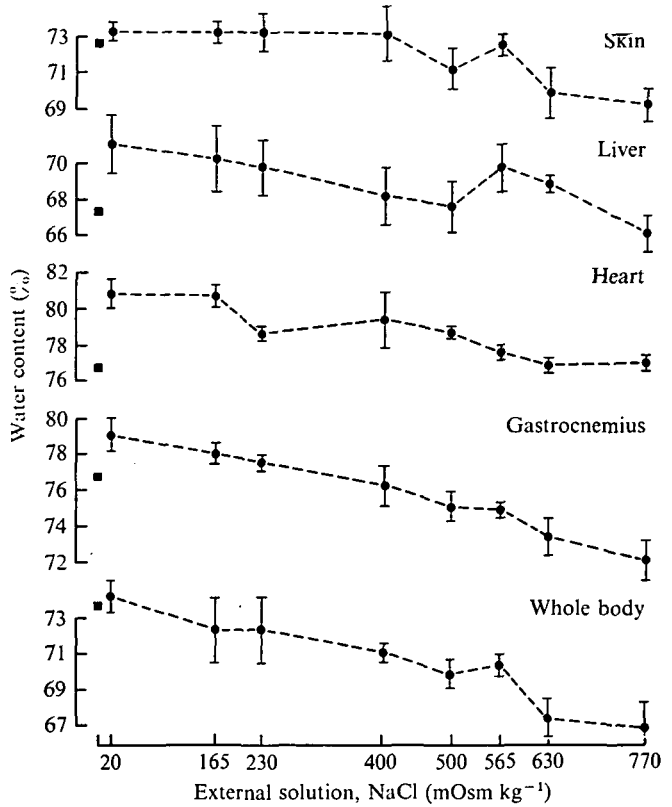 Skin
73
71
69
Liver
70
68
66
Heart
82
80
78
76
Gastrocnemius
80
78
76
74
72
Whole body
73
71
69
67
Water content (%)
20 165 230 400 500 565 630 770
External solution, NaCl (mOsm kg⁻¹)